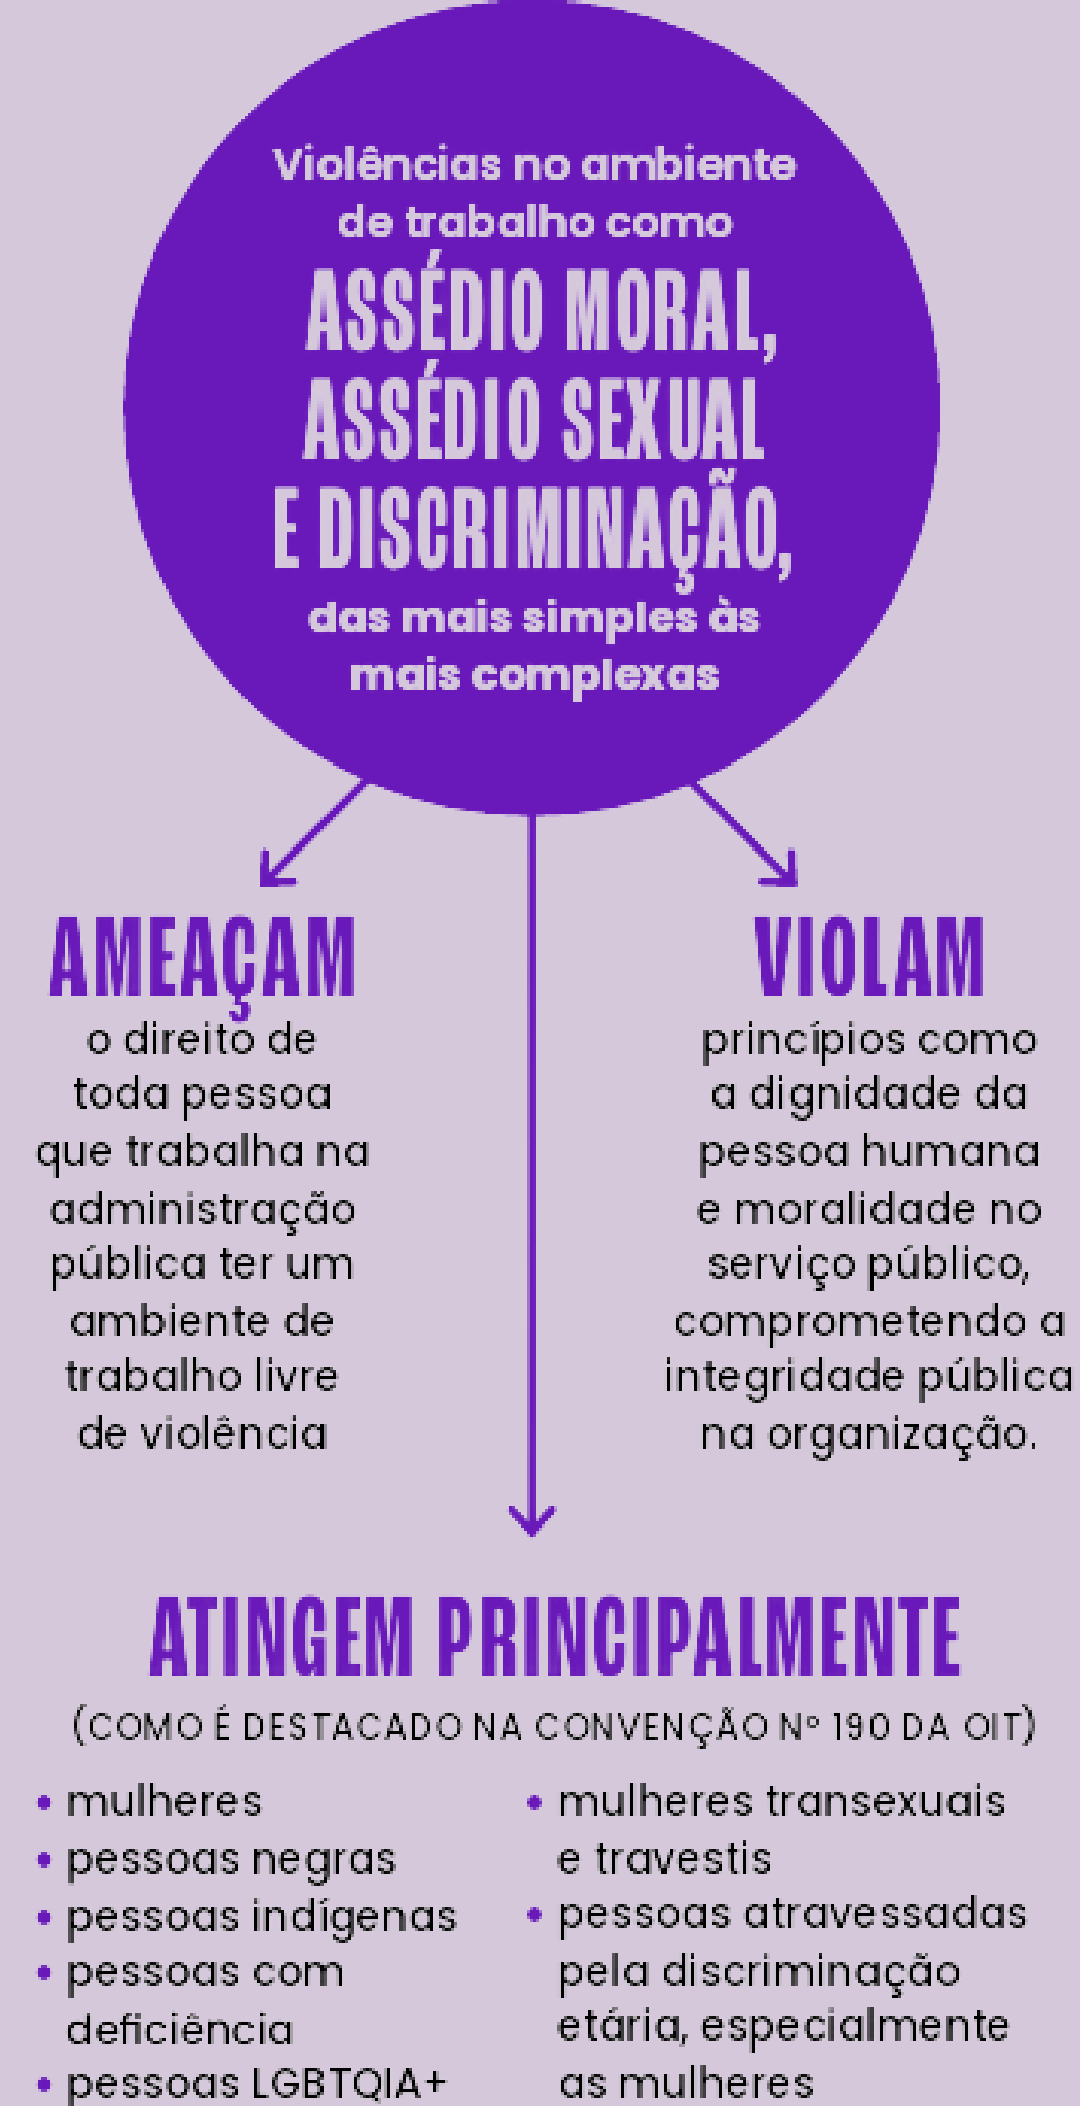 Violências no ambiente
de trabalho como
ASSÉDIO MORAL,
ASSÉDIO SEXUAL
E DISCRIMINAÇÃO,
das mais simples às
mais complexas
AMEAÇAM
o direito de
toda pessoa
que trabalha na
administração
pública ter um
ambiente de
trabalho livre
de violência
VIOLAM
princípios como
a dignidade da
pessoa humana
e moralidade no
serviço público,
comprometendo a
integridade pública
na organização.
ATINGEM PRINCIPALMENTE
(COMO É DESTACADO NA CONVENÇÃO Nº 190 DA OIT)
• mulheres
• pessoas negras
• pessoas indígenas
• pessoas com
deficiência
• pessoas LGBTQIA+
• mulheres transexuais
e travestis
• pessoas atravessadas
pela discriminação
etária, especialmente
as mulheres